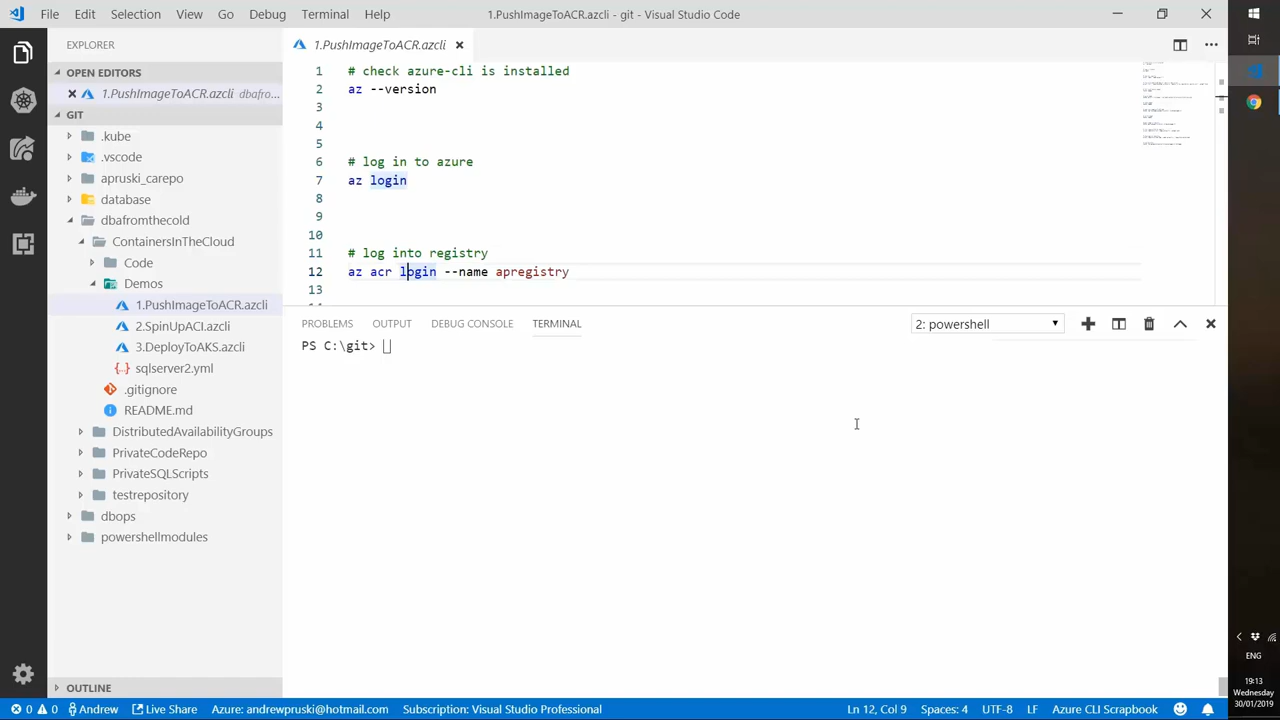 File Edit Selection View Go Debug Terminal Help 1.PushImageToACR.azcli - git - Visual Studio Code
EXPLORER
OPEN EDITORS
1.PushImageToACR.azcli dbafro...
GIT
.kube
.vscode
apruski_carepo
database
dbafromthecold
ContainersInTheCloud
Code
Demos
1.PushImageToACR.azcli
2.SpinUpACI.azcli
3.DeployToAKS.azcli
sqlserver2.yml
.gitignore
README.md
DistributedAvailabilityGroups
PrivateCodeRepo
PrivateSQLScripts
testrepository
dbops
powershellmodules
OUTLINE
1.PushImageToACR.azcli
1 # check azure-cli is installed
2 az --version
3
4
5
6 # log in to azure
7 az login
8
9
10
11 # log into registry
12 az acr login --name apregistry
13
PROBLEMS OUTPUT DEBUG CONSOLE TERMINAL 2: powershell
PS C:\git>
0 0 Andrew Live Share Azure: andrewpruski@hotmail.com Subscription: Visual Studio Professional Ln 12, Col 9 Spaces: 4 UTF-8 LF Azure CLI Scrapbook
ENG
19:13
Wednesday
30/01/2019